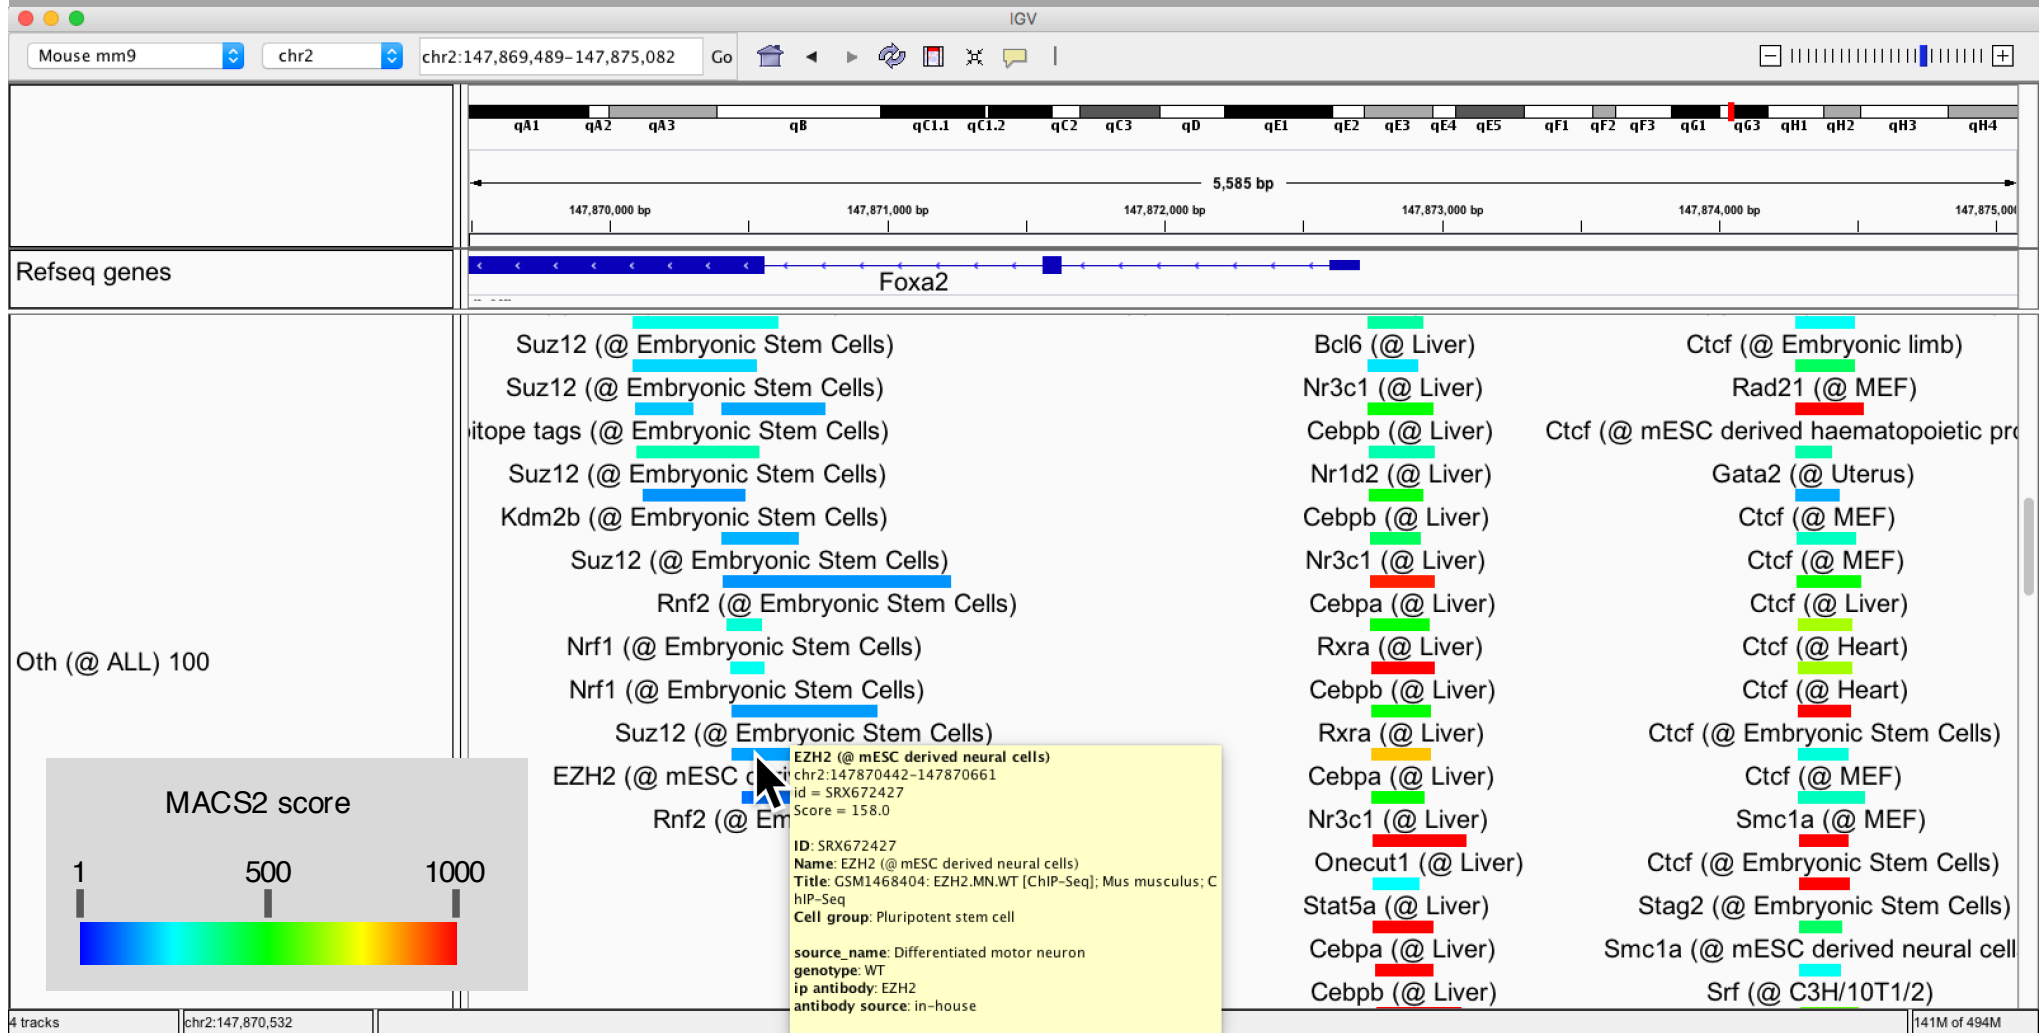 IGV
Mouse mm9 chr2 chr2:147,869,489-147,875,082 Go
qA1 qA2 qA3 qB qC1.1 qC1.2 qC2 qC3 qD qE1 qE2 qE3 qE4 qE5 qF1 qF2 qF3 qG1 qG3 qH1 qH2 qH3 qH4
5,585 bp
147,870,000 bp 147,871,000 bp 147,872,000 bp 147,873,000 bp 147,874,000 bp 147,875,00
Refseq genes
Foxa2
Suz12 (@ Embryonic Stem Cells) Bcl6 (@ Liver) Ctcf (@ Embryonic limb)
Suz12 (@ Embryonic Stem Cells) Nr3c1 (@ Liver) Rad21 (@ MEF)
itope tags (@ Embryonic Stem Cells) Cebpb (@ Liver) Ctcf (@ mESC derived haematopoietic pro
Suz12 (@ Embryonic Stem Cells) Nr1d2 (@ Liver) Gata2 (@ Uterus)
Kdm2b (@ Embryonic Stem Cells) Cebpb (@ Liver) Ctcf (@ MEF)
Suz12 (@ Embryonic Stem Cells) Nr3c1 (@ Liver) Ctcf (@ MEF)
Rnf2 (@ Embryonic Stem Cells) Cebpa (@ Liver) Ctcf (@ Liver)
Nrf1 (@ Embryonic Stem Cells) Rxra (@ Liver) Ctcf (@ Heart)
Oth (@ ALL) 100
Nrf1 (@ Embryonic Stem Cells) Cebpb (@ Liver) Ctcf (@ Heart)
Suz12 (@ Embryonic Stem Cells) Rxra (@ Liver) Ctcf (@ Embryonic Stem Cells)
EZH2 (@ mESC Cebpa (@ Liver) Ctcf (@ MEF)
Rnf2 (@ Em Nr3c1 (@ Liver) Smc1a (@ MEF)
Onecut1 (@ Liver) Ctcf (@ Embryonic Stem Cells)
Stat5a (@ Liver) Stag2 (@ Embryonic Stem Cells)
Cebpa (@ Liver) Smc1a (@ mESC derived neural cell
Cebpb (@ Liver) Srf (@ C3H/10T1/2)
EZH2 (@ mESC derived neural cells)
chr2:147870442-147870661
id = SRX672427
Score = 158.0
ID: SRX672427
Name: EZH2 (@ mESC derived neural cells)
Title: GSM1468404: EZH2.MN.WT [ChIP-Seq]; Mus musculus; C
hIP-Seq
Cell group: Pluripotent stem cell
source_name: Differentiated motor neuron
genotype: WT
ip antibody: EZH2
antibody source: in-house
MACS2 score
1 500 1000
4 tracks chr2:147,870,532 141M of 494M